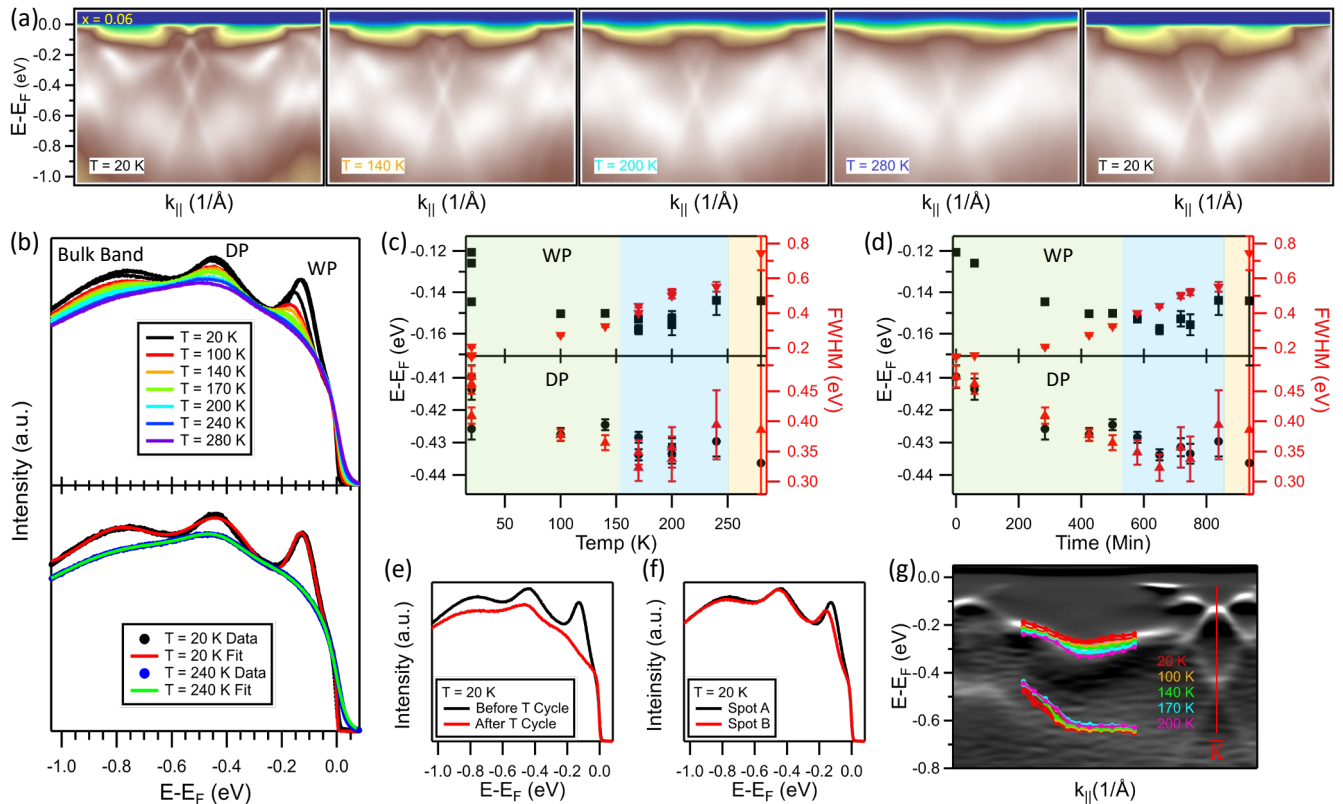 (a)
x = 0.06
E-E_F (eV)
0.0
-0.2
-0.4
-0.6
-0.8
-1.0
T = 20 K
T = 140 K
T = 200 K
T = 280 K
T = 20 K
k_|| (1/Å)
k_|| (1/Å)
k_|| (1/Å)
k_|| (1/Å)
k_|| (1/Å)
(b)
Bulk Band
DP
WP
T = 20 K
T = 100 K
T = 140 K
T = 170 K
T = 200 K
T = 240 K
T = 280 K
Intensity (a.u.)
T = 20 K Data
T = 20 K Fit
T = 240 K Data
T = 240 K Fit
-1.0 -0.8 -0.6 -0.4 -0.2 0.0
E-E_F (eV)
(c)
WP
DP
E-E_F (eV)
-0.12
-0.14
-0.16
-0.41
-0.42
-0.43
-0.44
0.8
0.6
0.4
0.2
0.45
0.40
0.35
0.30
FWHM (eV)
50 100 150 200 250
Temp (K)
(d)
WP
DP
E-E_F (eV)
-0.12
-0.14
-0.16
-0.41
-0.42
-0.43
-0.44
0.8
0.6
0.4
0.2
0.45
0.40
0.35
0.30
FWHM (eV)
0 200 400 600 800
Time (Min)
(e)
Intensity (a.u.)
T = 20 K
Before T Cycle
After T Cycle
-1.0 -0.8 -0.6 -0.4 -0.2 0.0
E-E_F (eV)
(f)
Inteinsity (a.u.)
T = 20 K
Spot A
Spot B
-1.0 -0.8 -0.6 -0.4 -0.2 0.0
E-E_F (eV)
(g)
E-E_F (eV)
0.0
-0.2
-0.4
-0.6
-0.8
20 K
100 K
140 K
170 K
200 K
K̅
k_||(1/Å)